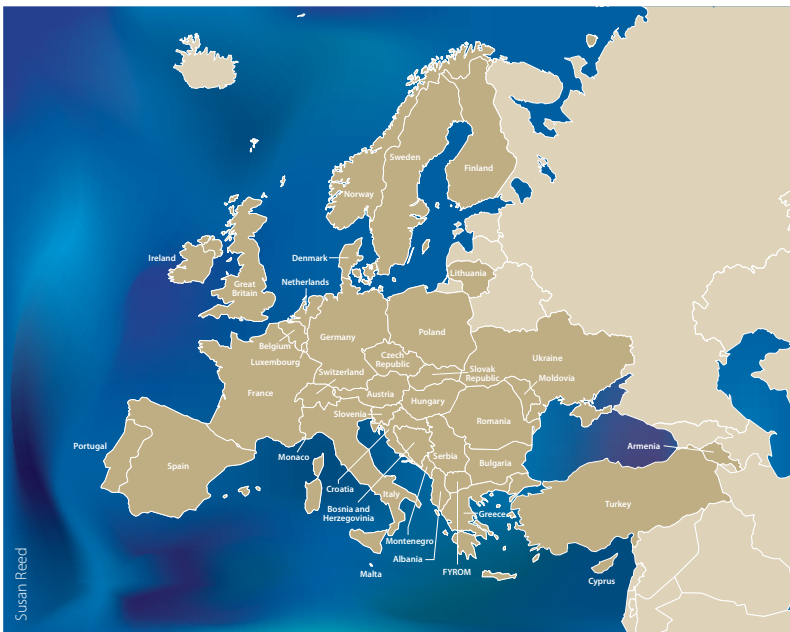 Sweden
Finland
Norway
Ireland
Denmark
Lithuania
Great
Britain
Netherlands
Germany
Poland
Belgium
Luxembourg
Czech
Republic
Ukraine
Switzerland
Slovak
Republic
Moldovia
France
Austria
Hungary
Slovenia
Romania
Portugal
Spain
Monaco
Serbia
Bulgaria
Armenia
Croatia
Italy
Bosnia and
Herzegovinia
Greece
Turkey
Montenegro
Albania
FYROM
Malta
Cyprus
Susan Reed